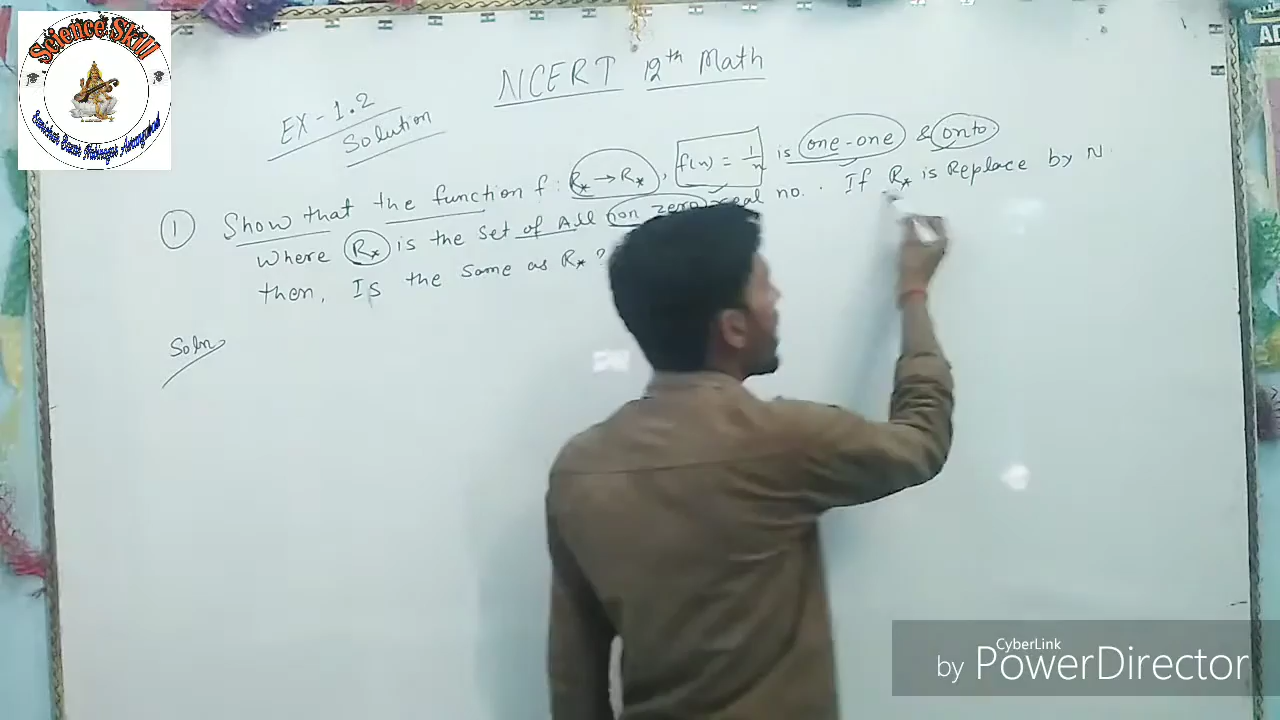 Science Skill
NCERT 12th Math
EX-1.2
Solution
① Show that the function f: R* → R*, f(x) = 1/x is one-one & onto
where R* is the set of All non zero real no. . If R* is Replace by N.
then, Is the same as R* ?
Soln
AD
CyberLink
by PowerDirector